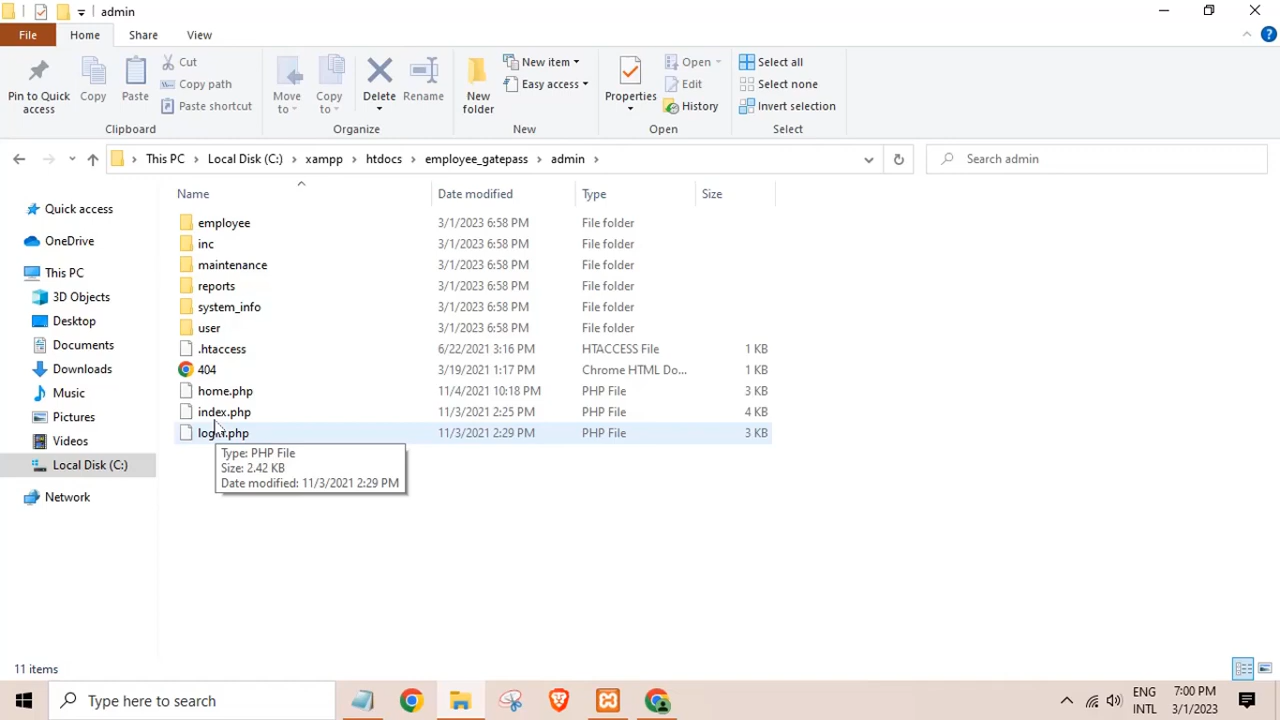 admin
File Home Share View
Pin to Quick access
Copy
Paste
Cut
Copy path
Paste shortcut
Clipboard
Move to
Copy to
Delete
Rename
Organize
New folder
New item
Easy access
New
Properties
Open
Edit
History
Open
Select all
Select none
Invert selection
Select
This PC > Local Disk (C:) > xampp > htdocs > employee_gatepass > admin >
Search admin
Name Date modified Type Size
Quick access
OneDrive
This PC
3D Objects
Desktop
Documents
Downloads
Music
Pictures
Videos
Local Disk (C:)
Network
employee 3/1/2023 6:58 PM File folder
inc 3/1/2023 6:58 PM File folder
maintenance 3/1/2023 6:58 PM File folder
reports 3/1/2023 6:58 PM File folder
system_info 3/1/2023 6:58 PM File folder
user 3/1/2023 6:58 PM File folder
.htaccess 6/22/2021 3:16 PM HTACCESS File 1 KB
404 3/19/2021 1:17 PM Chrome HTML Do... 1 KB
home.php 11/4/2021 10:18 PM PHP File 3 KB
index.php 11/3/2021 2:25 PM PHP File 4 KB
login.php 11/3/2021 2:29 PM PHP File 3 KB
Type: PHP File
Size: 2.42 KB
Date modified: 11/3/2021 2:29 PM
11 items
Type here to search
ENG
INTL
7:00 PM
3/1/2023